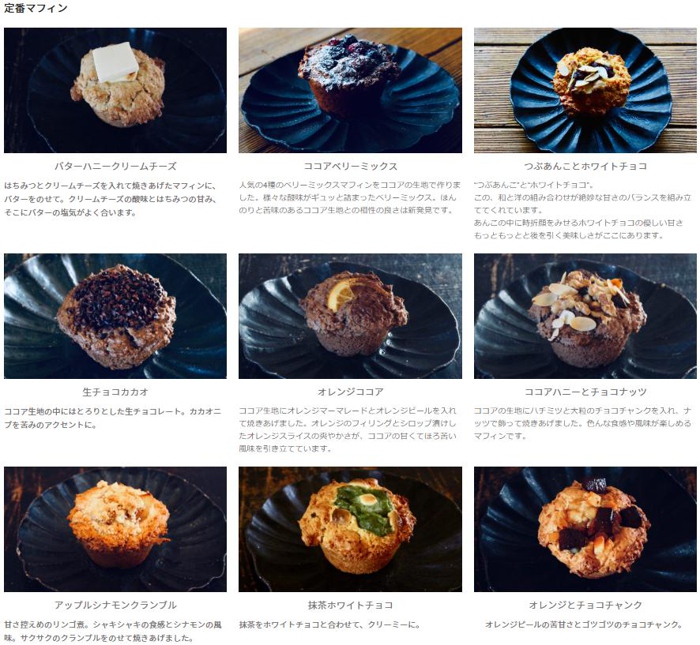 定番マフィン
バターハニークリームチーズ
はちみつとクリームチーズを入れて焼きあげたマフィンに、
バターをのせて。クリームチーズの酸味とはちみつの甘み、
そこにバターの塩気がよく合います。
ココアベリーミックス
人気の4種のベリーミックスマフィンをココアの生地で作りま
した。様々な酸味がギュッと詰まったベリーミックス。ほん
のりと苦味のあるココア生地との相性の良さは新発見です。
つぶあんことホワイトチョコ
"つぶあんこ"と"ホワイトチョコ"。
この、和と洋の組み合わせが絶妙な甘さのバランスを組み立
ててくれています。
あんこの中に時折顔をみせるホワイトチョコの優しい甘さ
もっともっとと後を引く美味しさがここにあります。
生チョコカカオ
ココア生地の中にはとろりとした生チョコレート。カカオニ
ブを苦みのアクセントに。
オレンジココア
ココア生地にオレンジマーマレードとオレンジピールを入れ
て焼きあげました。オレンジのフィリングとシロップ漬けし
たオレンジスライスの爽やかさが、ココアの甘くてほろ苦い
風味を引き立てています。
ココアハニーとチョコナッツ
ココアの生地にハチミツと大粒のチョコチャンクを入れ、ナ
ッツで飾って焼きあげました。色んな食感や風味が楽しめる
マフィンです。
アップルシナモンクランブル
甘さ控えめのリンゴ煮。シャキシャキの食感とシナモンの風
味。サクサクのクランブルをのせて焼きあげました。
抹茶ホワイトチョコ
抹茶をホワイトチョコと合わせて、クリーミーに。
オレンジとチョコチャンク
オレンジピールの苦甘さとゴツゴツのチョコチャンク。